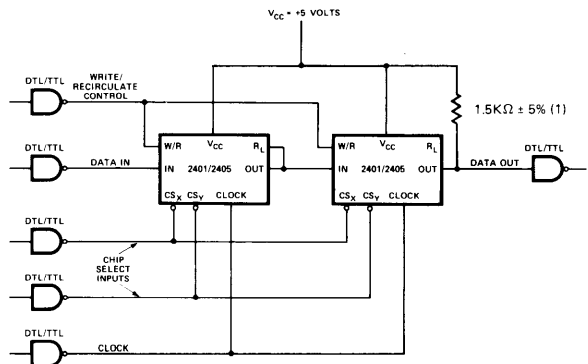 V_CC = +5 VOLTS
DTL/TTL
WRITE/
RECIRCULATE
CONTROL
1.5KΩ ± 5% (1)
W/R V_CC R_L
W/R V_CC R_L
DTL/TTL
DATA IN
IN 2401/2405 OUT
IN 2401/2405 OUT
DATA OUT
DTL/TTL
CS_X CS_Y CLOCK
CS_X CS_Y CLOCK
DTL/TTL
CHIP
SELECT
INPUTS
DTL/TTL
DTL/TTL
CLOCK